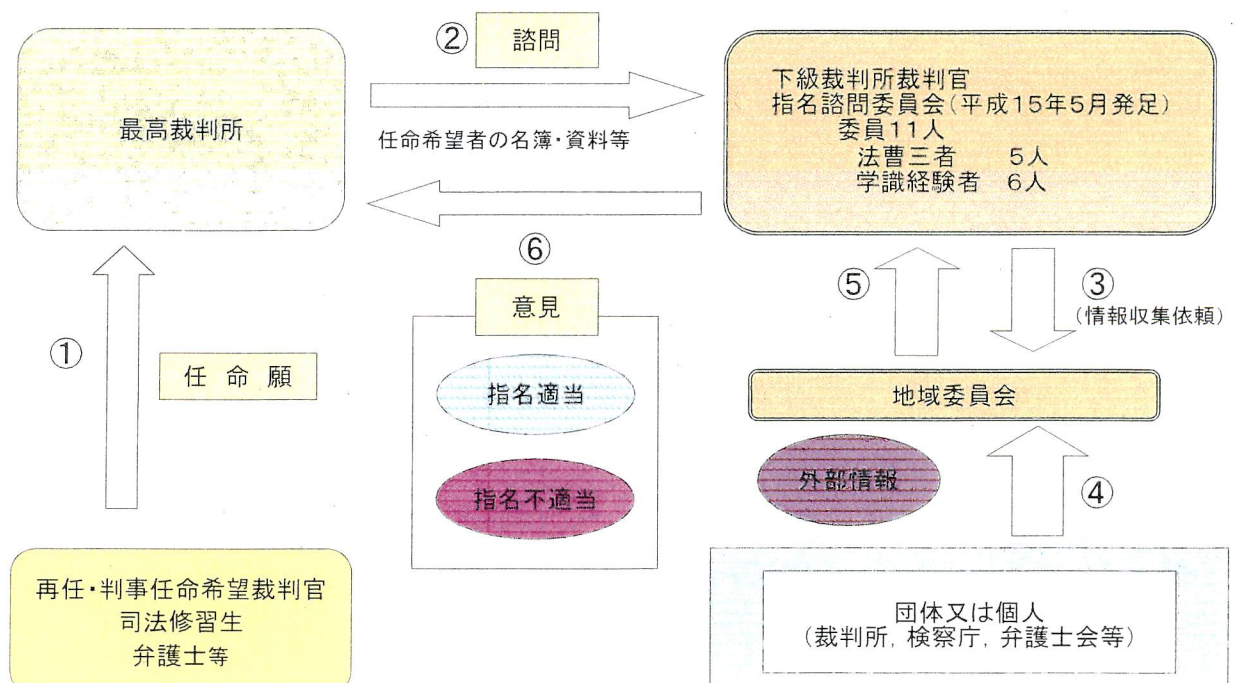 最高裁判所
②
諮問
任命希望者の名簿・資料等
下級裁判所裁判官
指名諮問委員会(平成15年5月発足)
委員11人
法曹三者 5人
学識経験者 6人
⑥
意見
指名適当
指名不適当
①
任命願
⑤
③
(情報収集依頼)
地域委員会
外部情報
④
再任・判事任命希望裁判官
司法修習生
弁護士等
団体又は個人
(裁判所,検察庁,弁護士会等)